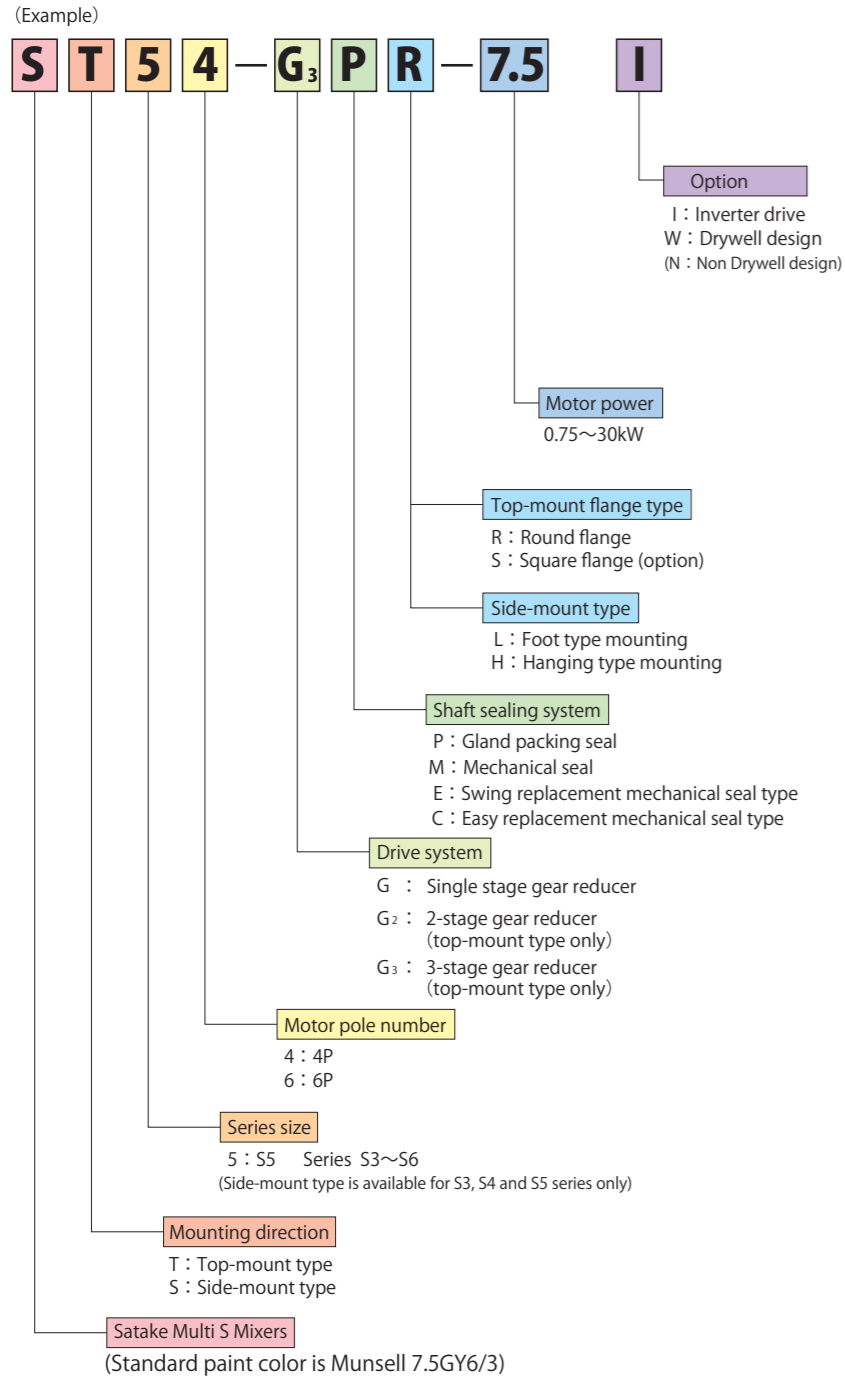 (Example)
S T 5 4 — G₃ P R — 7.5 I
Option
I：Inverter drive
W：Drywell design
(N：Non Drywell design)
Motor power
0.75～30kW
Top-mount flange type
R：Round flange
S：Square flange (option)
Side-mount type
L：Foot type mounting
H：Hanging type mounting
Shaft sealing system
P：Gland packing seal
M：Mechanical seal
E：Swing replacement mechanical seal type
C：Easy replacement mechanical seal type
Drive system
G ： Single stage gear reducer
G₂： 2-stage gear reducer
(top-mount type only)
G₃： 3-stage gear reducer
(top-mount type only)
Motor pole number
4：4P
6：6P
Series size
5：S5 Series S3～S6
(Side-mount type is available for S3, S4 and S5 series only)
Mounting direction
T：Top-mount type
S：Side-mount type
Satake Multi S Mixers
(Standard paint color is Munsell 7.5GY6/3)